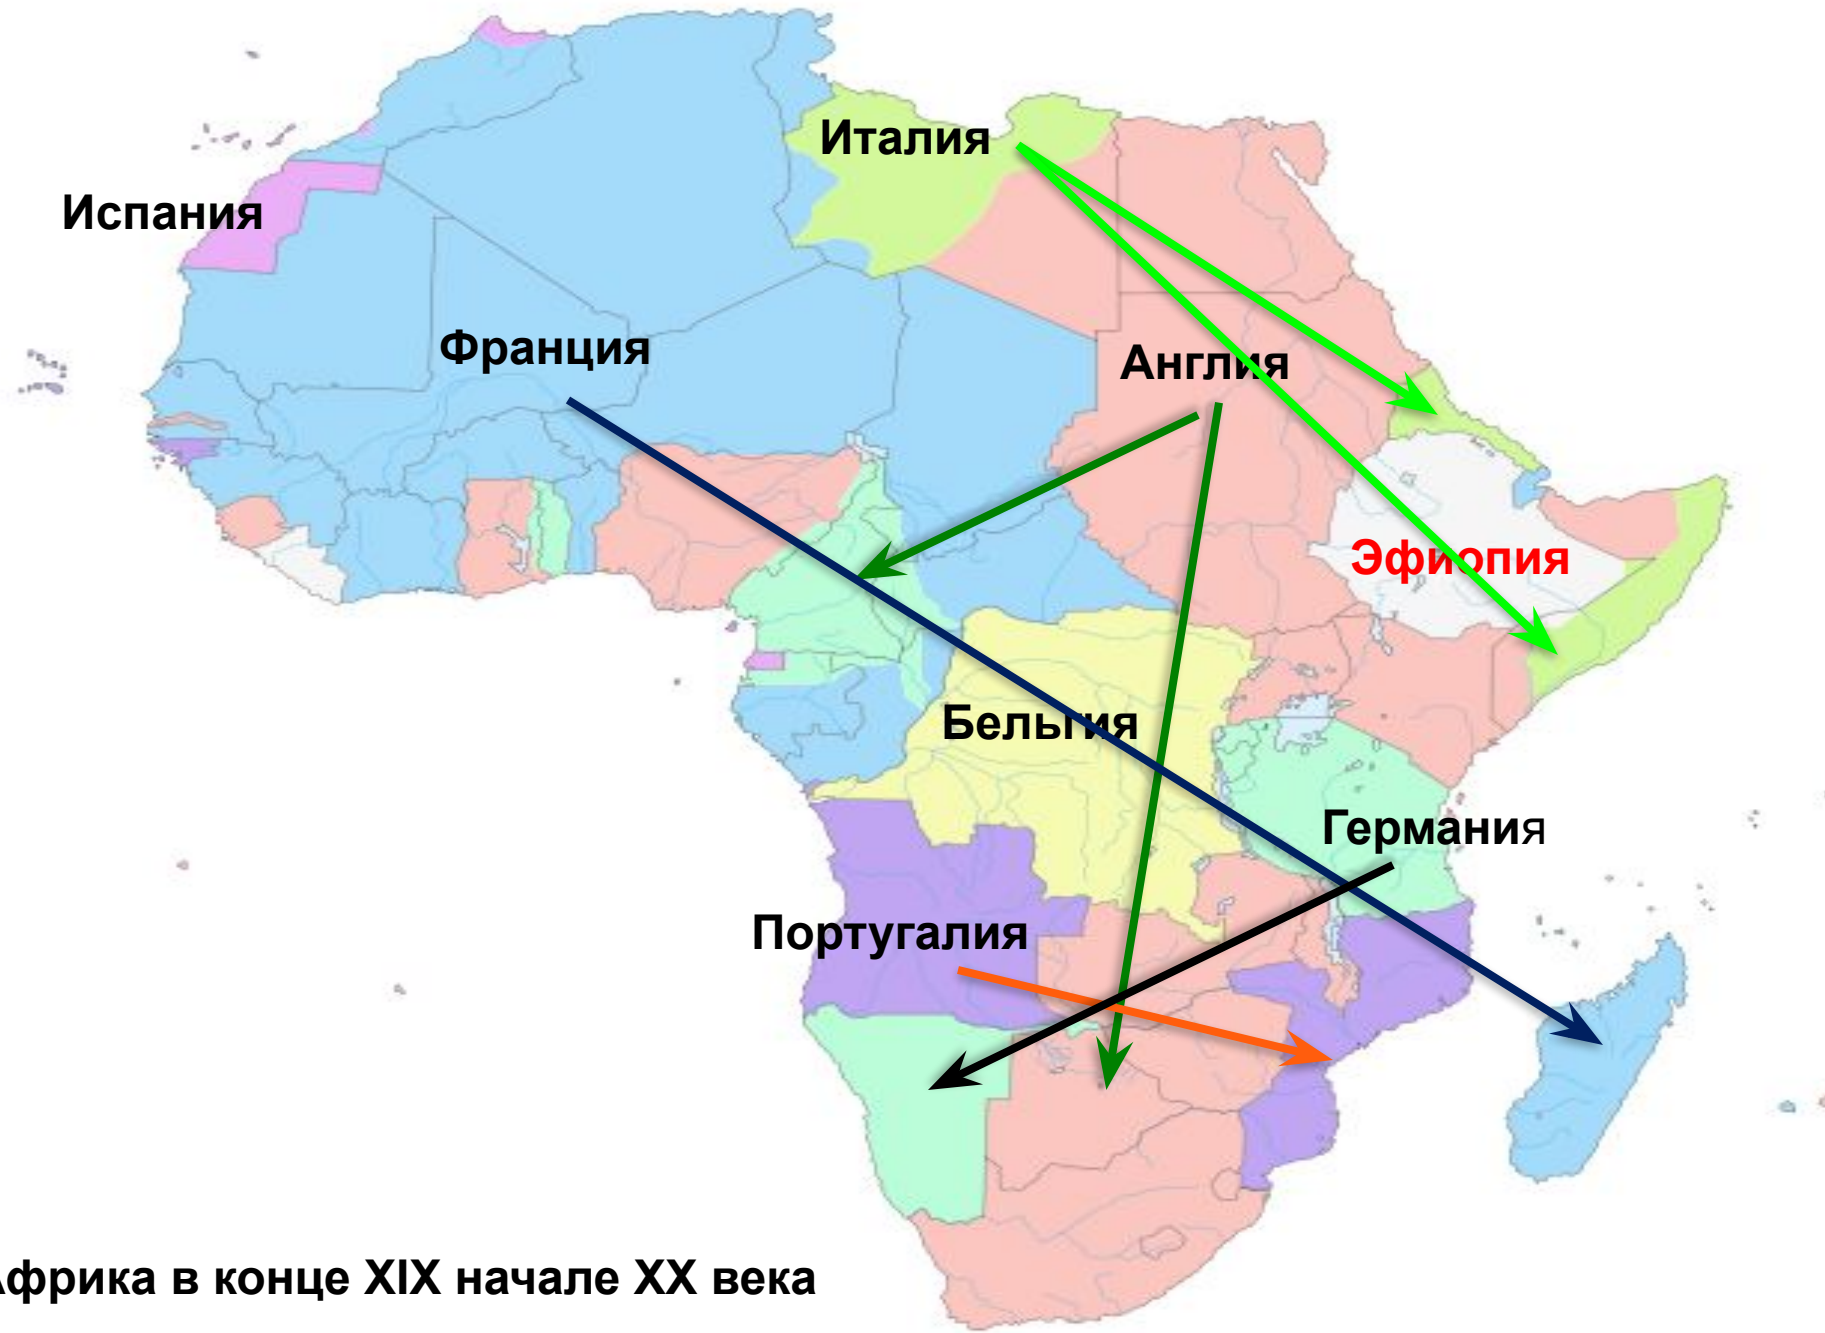 Италия
Испания
Франция
Англия
Эфиопия
Бельгия
Германия
Португалия
Африка в конце XIX начале XX века